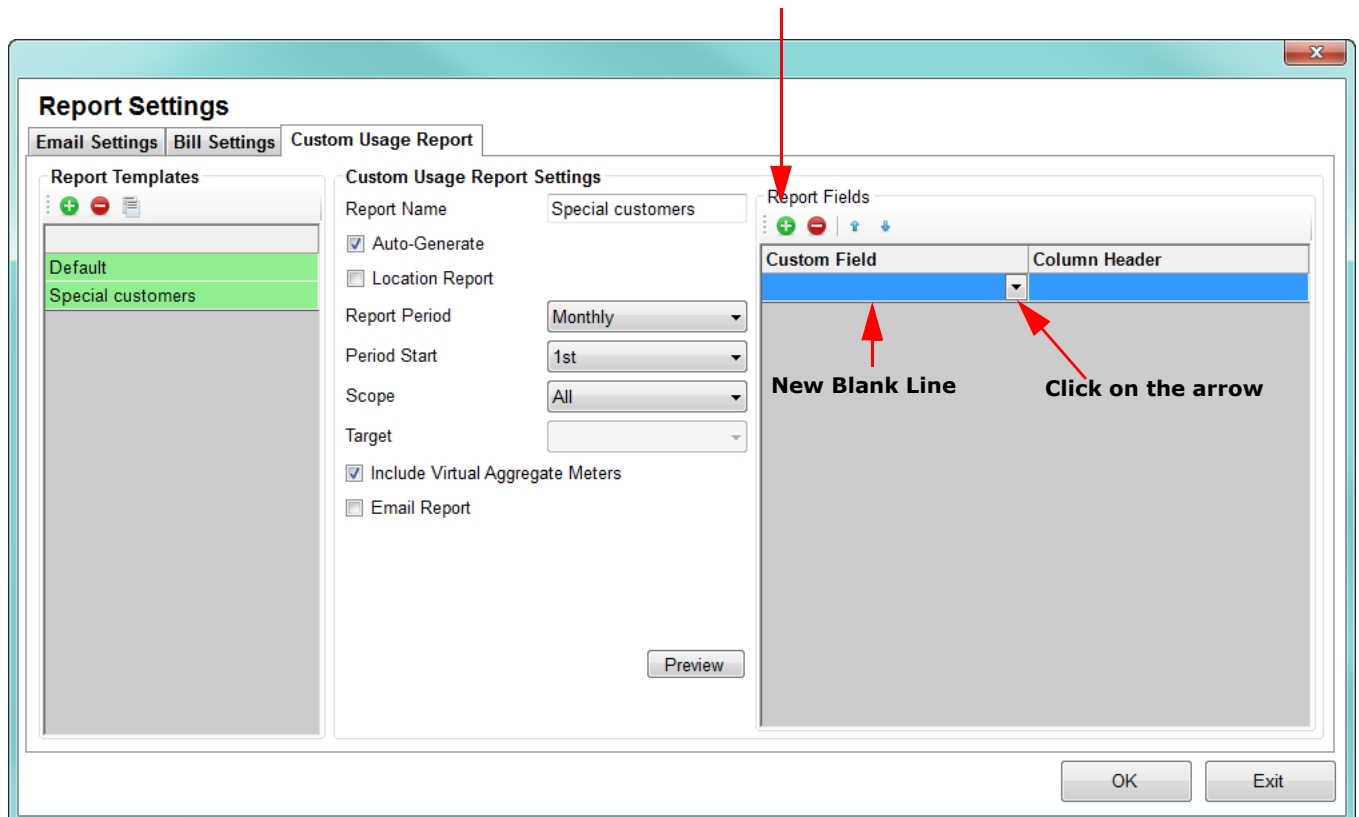 X
Report Settings
Email Settings
Bill Settings
Custom Usage Report
Report Templates
Default
Special customers
Custom Usage Report Settings
Report Name
Special customers
Auto-Generate
Location Report
Report Period
Monthly
Period Start
1st
Scope
All
Target
Include Virtual Aggregate Meters
Email Report
Preview
Report Fields
Custom Field
Column Header
New Blank Line
Click on the arrow
OK
Exit